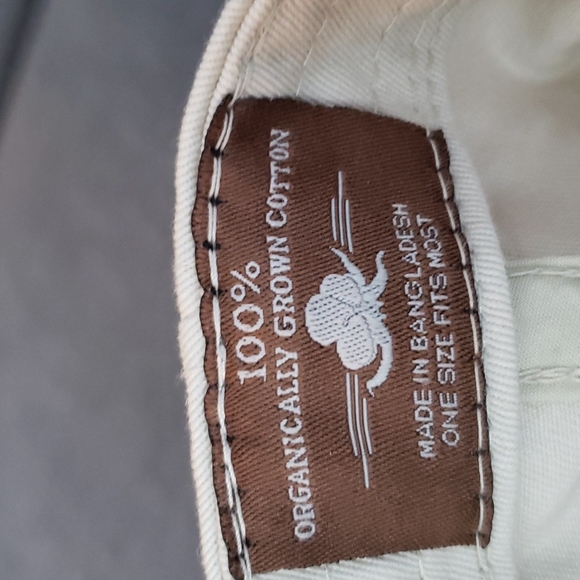 100%
ORGANICALLY GROWN COTTON
MADE IN BANGLADESH
ONE SIZE FITS MOST